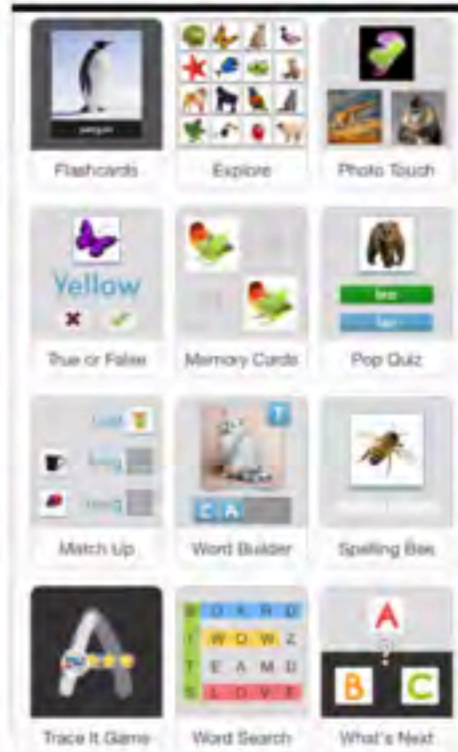 penguin
Flashcards
Explore
Photo Touch
Yellow
True or False
Memory Cards
Pop Quiz
Match Up
T
C A
Word Builder
Spelling Bee
Trace It Game
B O A R D
I W O W Z
T E A M D
S L O V E
Word Search
A
?
B C
What's Next